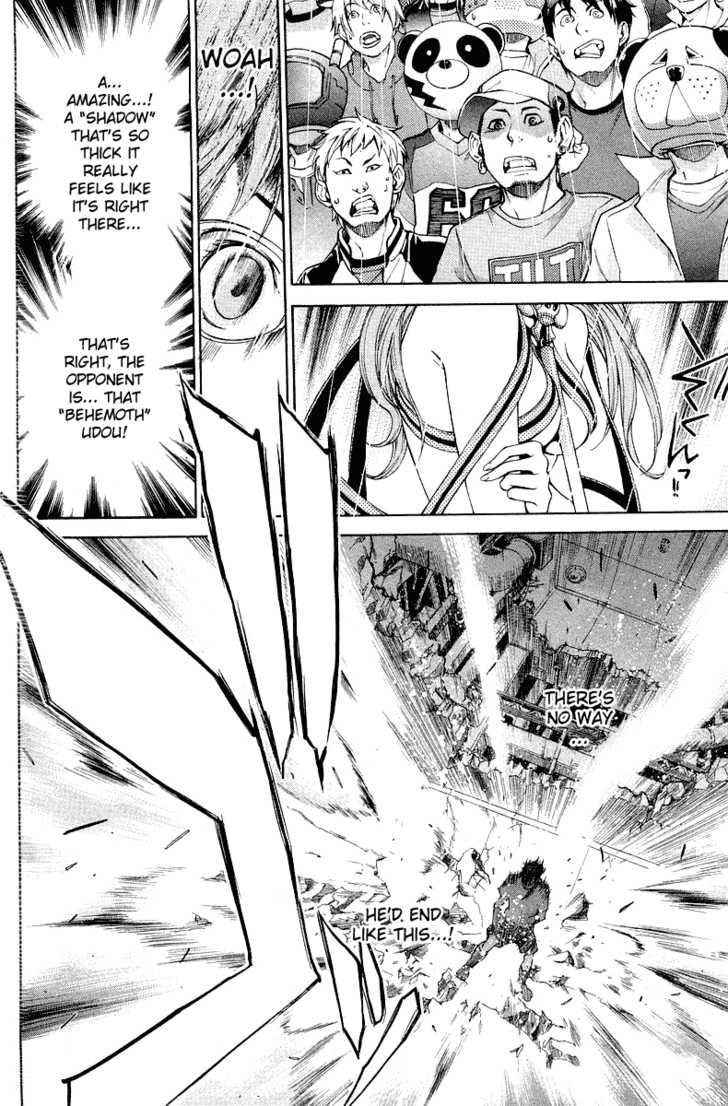 WOAH
...!
A...
AMAZING...!
A "SHADOW"
THAT'S SO
THICK IT
REALLY
FEELS LIKE
IT'S RIGHT
THERE...
THAT'S
RIGHT, THE
OPPONENT
IS... THAT
"BEHEMOTH"
UDOU!
THERE'S
NO WAY
...
HE'D END
LIKE THIS...!